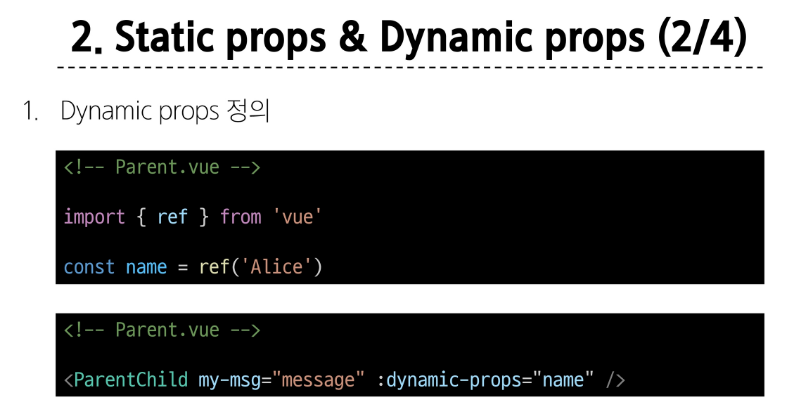 2. Static props & Dynamic props (2/4)
1. Dynamic props 정의
<!-- Parent.vue -->
import { ref } from 'vue'
const name = ref('Alice')
<!-- Parent.vue -->
<ParentChild my-msg="message" :dynamic-props="name" />